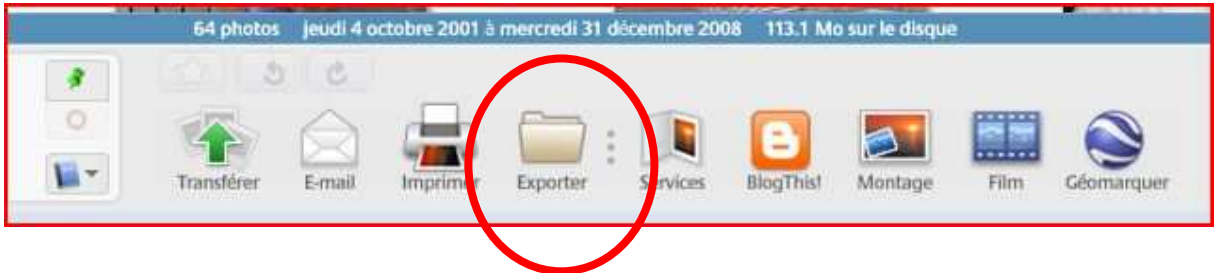 64 photos jeudi 4 octobre 2001 à mercredi 31 décembre 2008 113.1 Mo sur le disque
Transférer E-mail Imprimer Exporter Services BlogThis! Montage Film Géomarquer